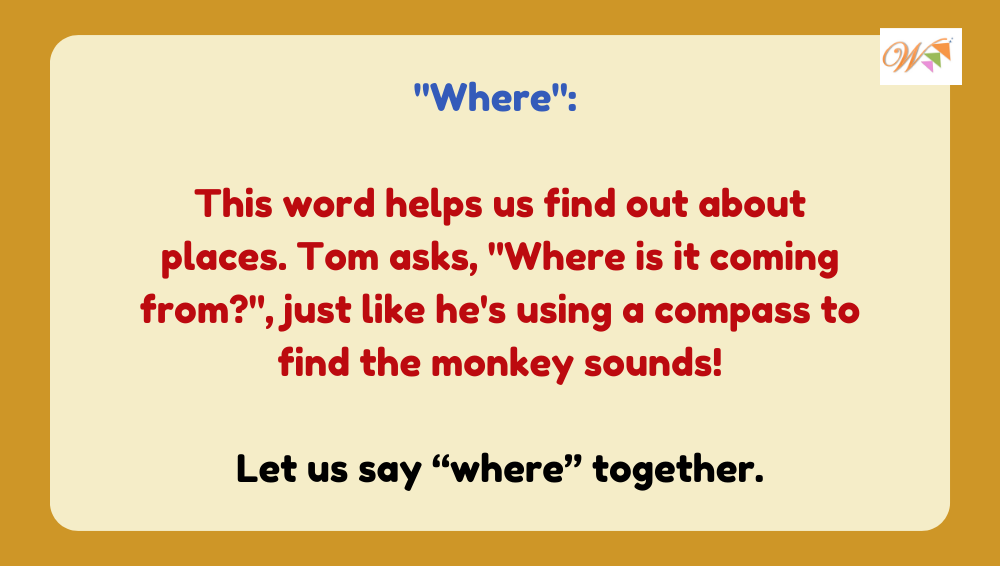 "Where":
This word helps us find out about
places. Tom asks, "Where is it coming
from?", just like he's using a compass to
find the monkey sounds!
Let us say “where” together.